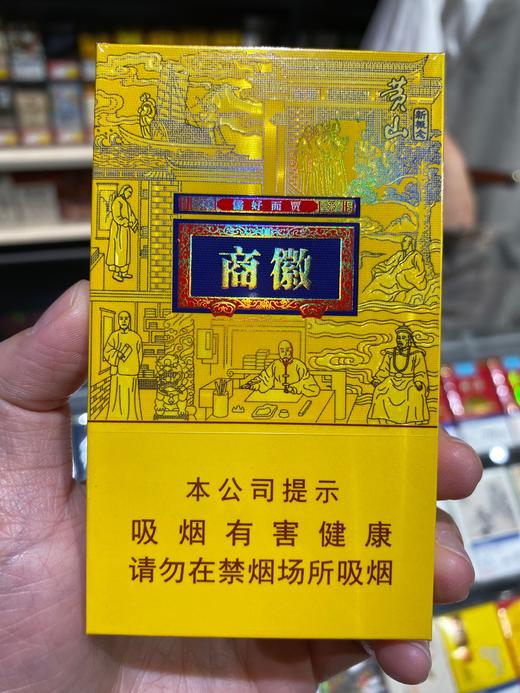 黄山
新概念
儒好而贾
商徽
本公司提示
吸烟有害健康
请勿在禁烟场所吸烟